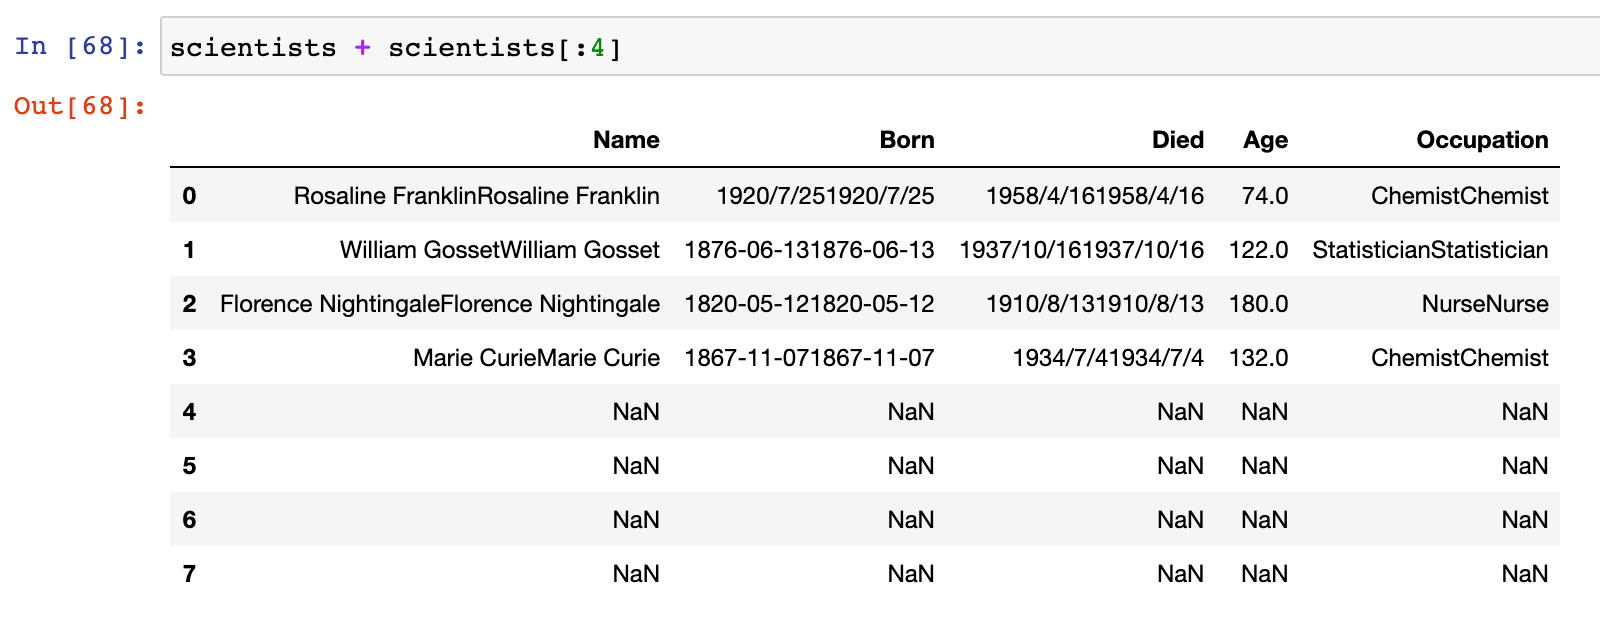 In [68]: scientists + scientists[:4]
Out[68]:
Name Born Died Age Occupation
0 Rosaline FranklinRosaline Franklin 1920/7/251920/7/25 1958/4/161958/4/16 74.0 ChemistChemist
1 William GossetWilliam Gosset 1876-06-131876-06-13 1937/10/161937/10/16 122.0 StatisticianStatistician
2 Florence NightingaleFlorence Nightingale 1820-05-121820-05-12 1910/8/131910/8/13 180.0 NurseNurse
3 Marie CurieMarie Curie 1867-11-071867-11-07 1934/7/41934/7/4 132.0 ChemistChemist
4 NaN NaN NaN NaN NaN
5 NaN NaN NaN NaN NaN
6 NaN NaN NaN NaN NaN
7 NaN NaN NaN NaN NaN